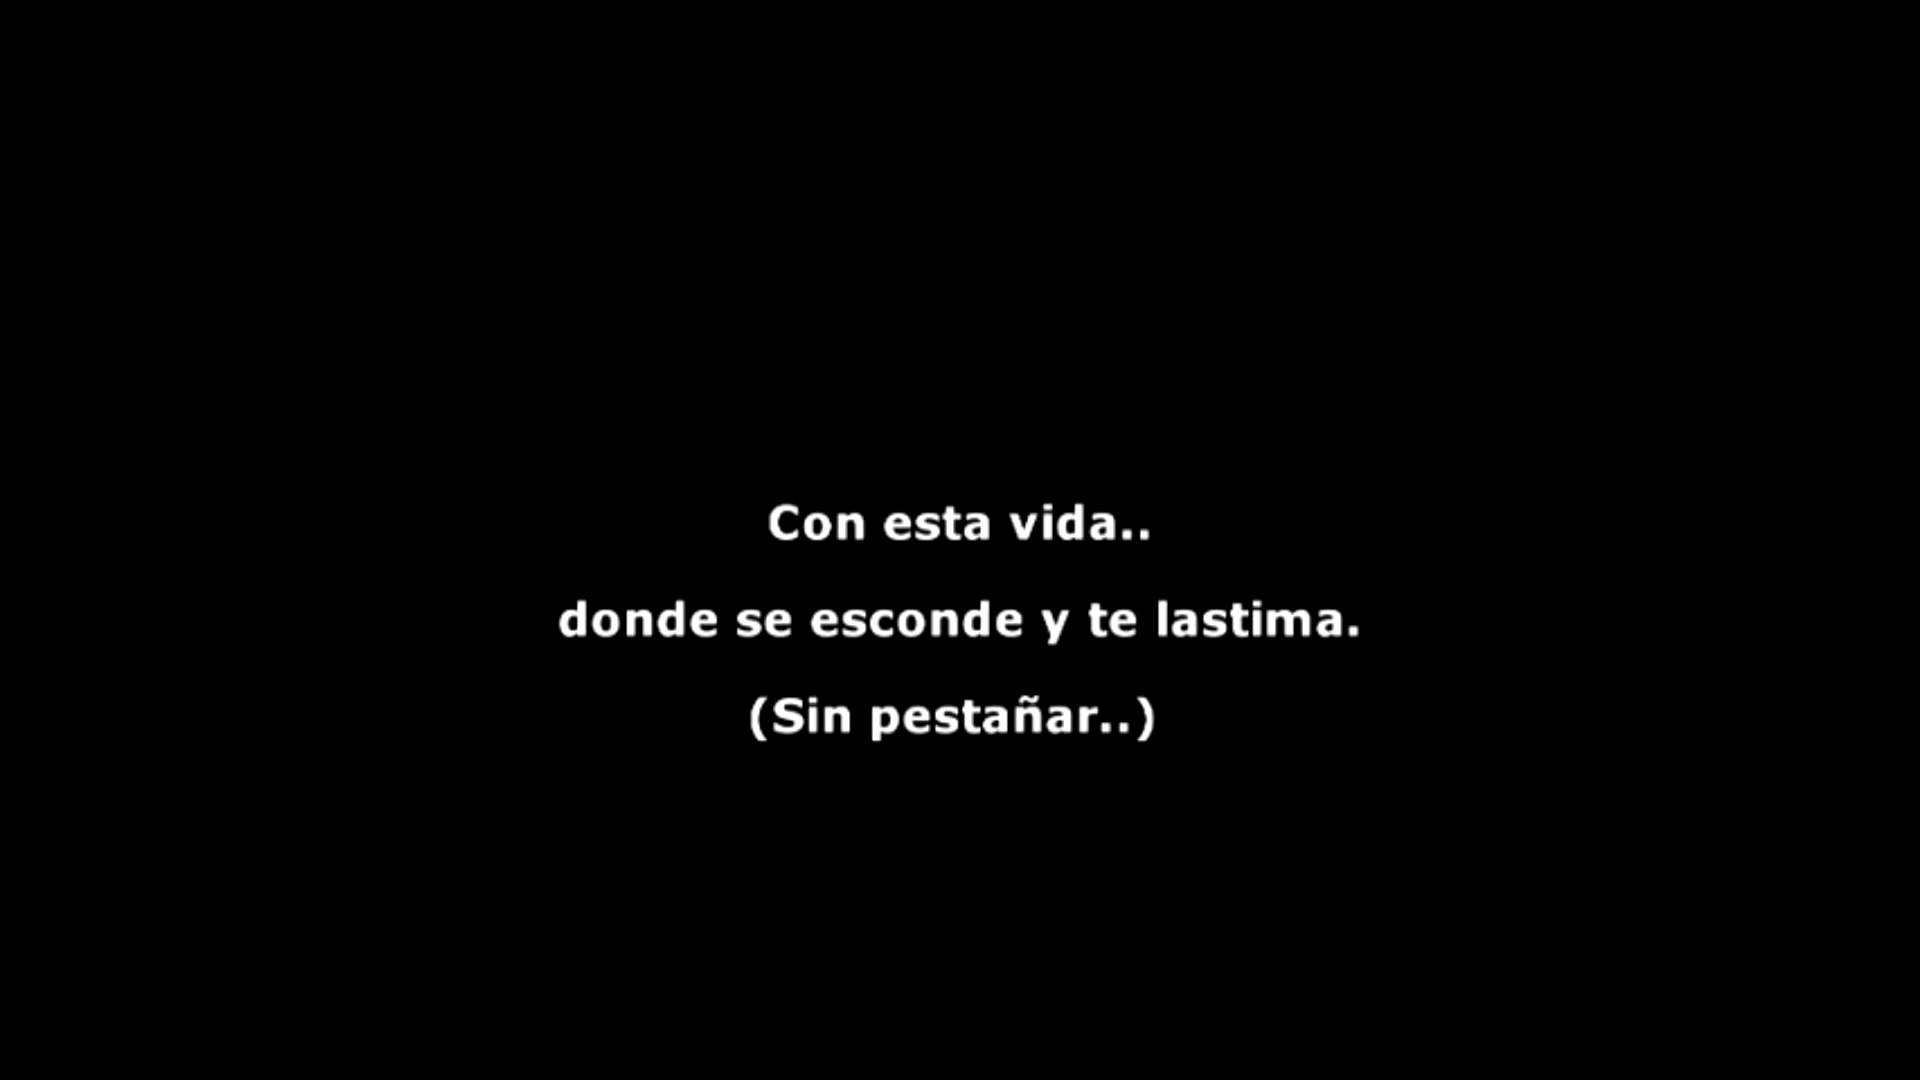 Con esta vida..
donde se esconde y te lastima.
(Sin pestañar..)